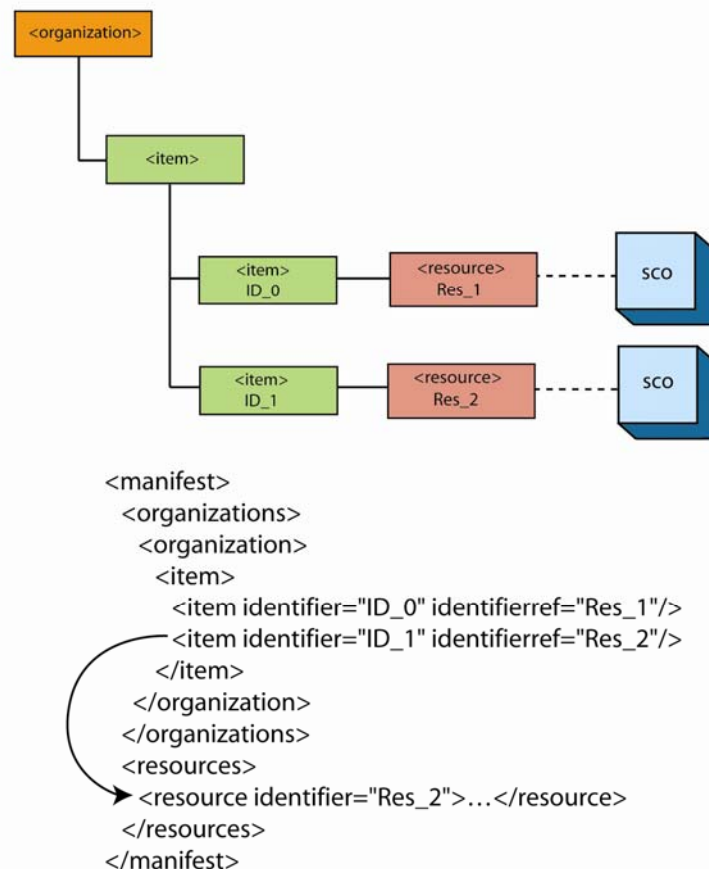 <organization>
<item>
<item>
ID_0
<resource>
Res_1
SCO
<item>
ID_1
<resource>
Res_2
SCO
<manifest>
<organizations>
<organization>
<item>
<item identifier="ID_0" identifierref="Res_1"/>
<item identifier="ID_1" identifierref="Res_2"/>
</item>
</organization>
</organizations>
<resources>
<resource identifier="Res_2">...</resource>
</resources>
</manifest>